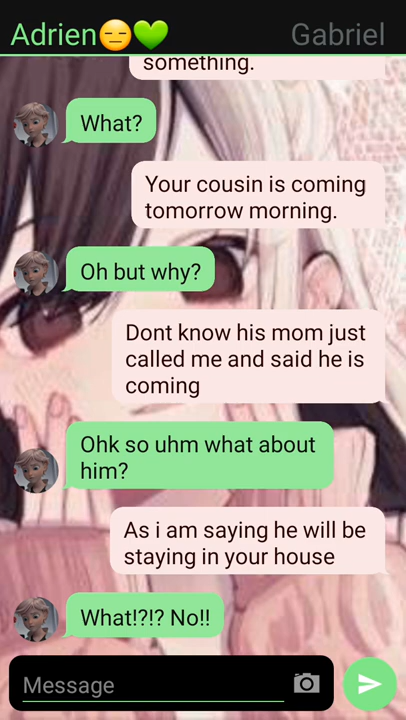 Adrien😑💚 Gabriel
something.
What?
Your cousin is coming
tomorrow morning.
Oh but why?
Dont know his mom just
called me and said he is
coming
Ohk so uhm what about
him?
As i am saying he will be
staying in your house
What!?!? No!!
Message